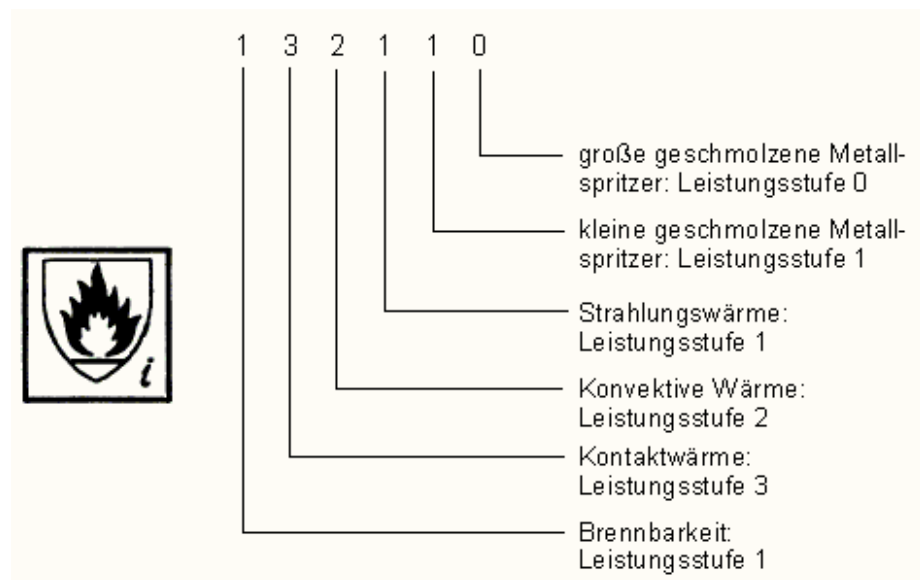 1 3 2 1 1 0
große geschmolzene Metall-
spritzer: Leistungsstufe 0
kleine geschmolzene Metall-
spritzer: Leistungsstufe 1
Strahlungswärme:
Leistungsstufe 1
Konvektive Wärme:
Leistungsstufe 2
Kontaktwärme:
Leistungsstufe 3
Brennbarkeit:
Leistungsstufe 1
i